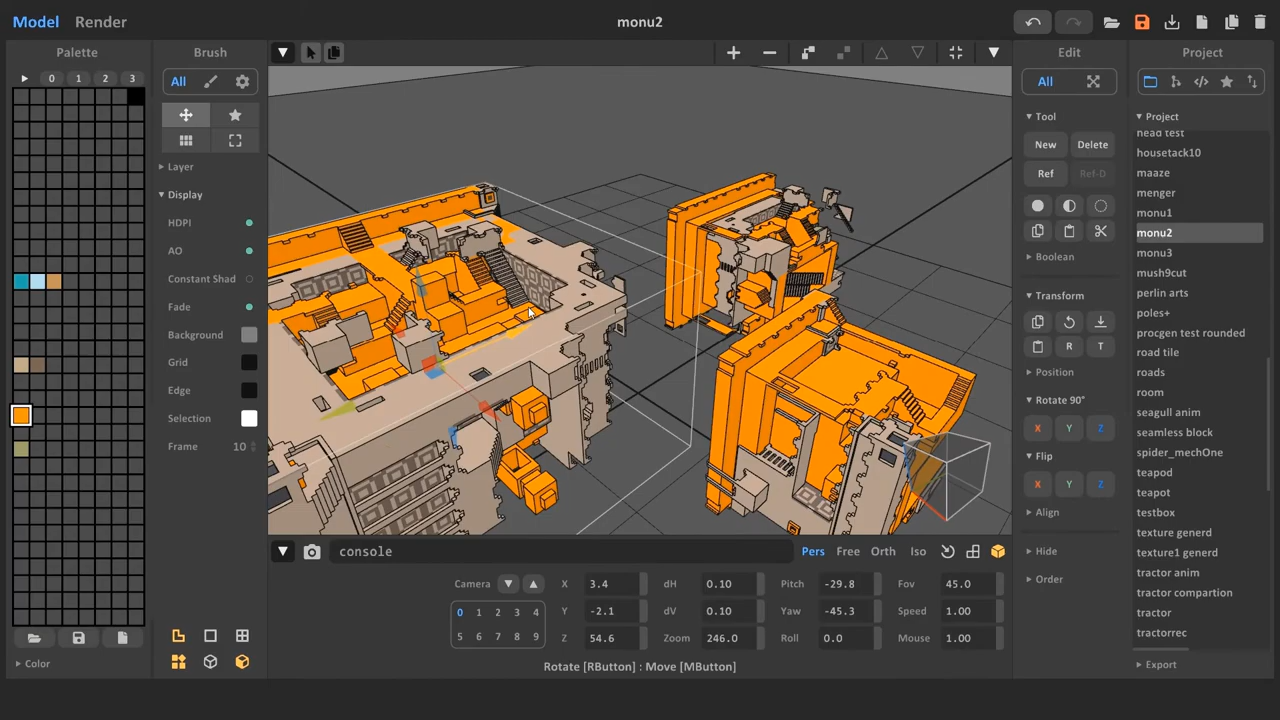 Model Render monu2
Palette
0 1 2 3
Color
Brush
All
Layer
Display
HDPI
AO
Constant Shad
Fade
Background
Grid
Edge
Selection
Frame 10
console
Pers Free Orth Iso
Camera X 3.4 dH 0.10 Pitch -29.8 Fov 45.0
0 1 2 3 4 Y -2.1 dV 0.10 Yaw -45.3 Speed 1.00
5 6 7 8 9 Z 54.6 Zoom 246.0 Roll 0.0 Mouse 1.00
Rotate [RButton] : Move [MButton]
Edit
All
Tool
New Delete
Ref Ref-D
Boolean
Transform
R T
Position
Rotate 90°
X Y Z
Flip
X Y Z
Align
Hide
Order
Project
Project
head test
housetack10
maaze
menger
monu1
monu2
monu3
mush9cut
perlin arts
poles+
procgen test rounded
road tile
roads
room
seagull anim
seamless block
spider_mechOne
teapod
teapot
testbox
texture generd
texture1 generd
tractor anim
tractor compartion
tractor
tractorrec
Export